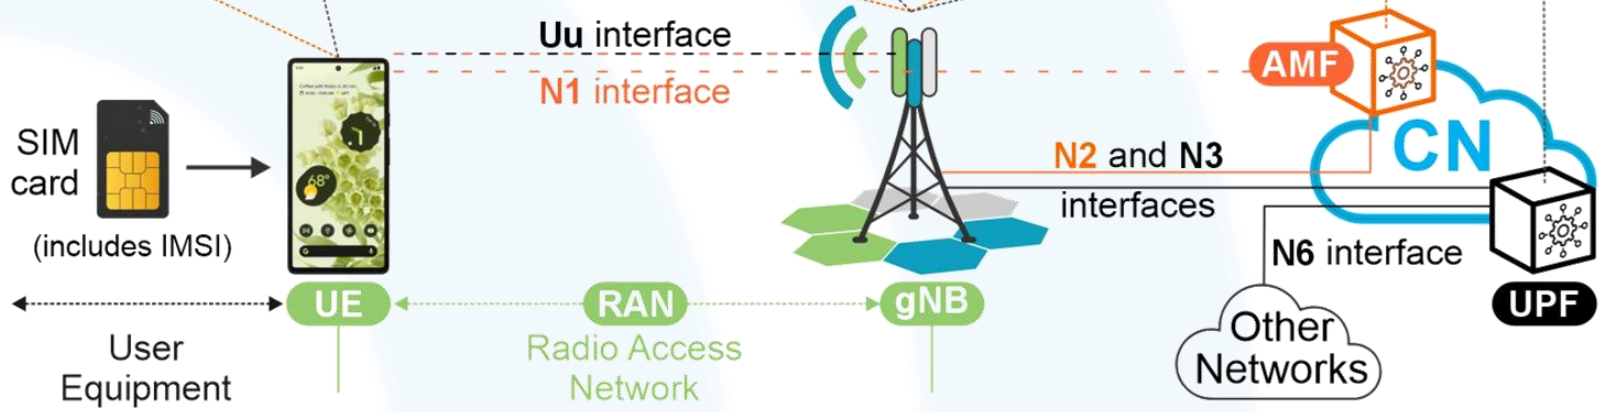 Uu interface
N1 interface
AMF
SIM
card
(includes IMSI)
68°
CN
N2 and N3
interfaces
N6 interface
UE
RAN
gNB
UPF
User
Equipment
Radio Access
Network
Other
Networks